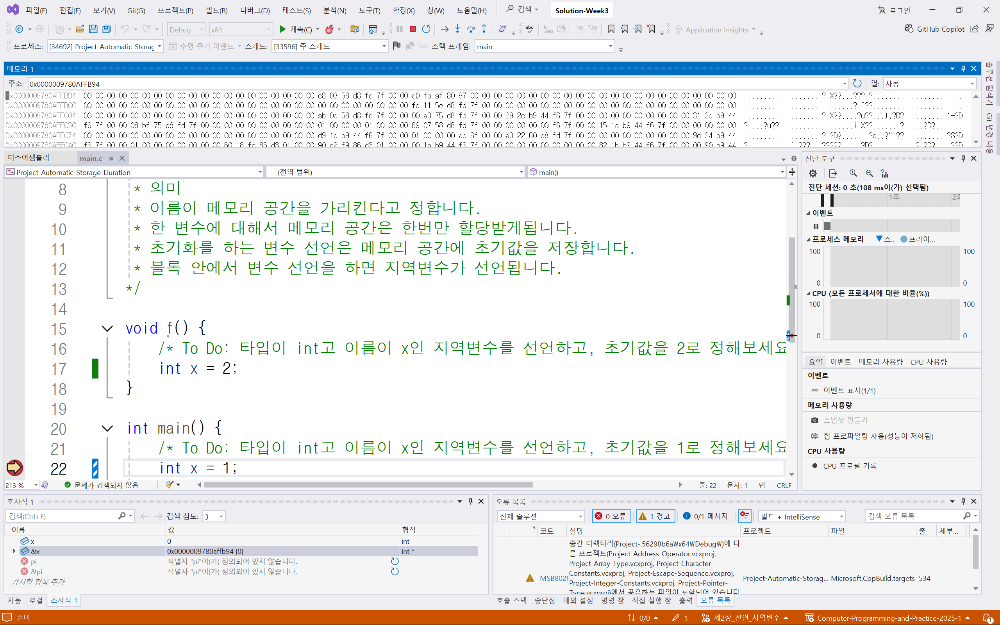 파일(F) 편집(E) 보기(V) Git(G) 프로젝트(P) 빌드(B) 디버그(D) 테스트(S) 분석(N) 도구(T) 확장(X) 창(W) 도움말(H) 검색 Solution-Week3 로그인
Debug x64 계속(C) Application Insights GitHub Copilot
프로세스: [34692] Project-Automatic-Storag 수명 주기 이벤트 스레드: [33596] 주 스레드 스택 프레임: main
메모리 1
주소: 0x0000009780AFFB94 열: 자동
0x0000009780AFFB94 00 00 00 00 00 00 00 00 00 00 00 00 00 00 00 00 00 00 00 00 c8 03 58 d8 fd 7f 00 00 d0 fb af 80 97 00 00 00 00 00 00 00 00 00 00 00 00 00 00 00 00 00 00 00 00 00 00 00
0x0000009780AFFBCC 00 00 00 00 00 00 00 00 00 00 00 00 00 00 00 00 00 00 00 00 00 00 00 00 00 00 00 00 fe 11 5e d8 fd 7f 00 00 00 00 00 00 00 00 00 00 00 00 00 00 00 00 00 00 00 00 00 00
0x0000009780AFFC04 00 00 00 00 00 00 00 00 00 00 00 00 00 00 00 00 00 00 00 00 ab 0d 58 d8 fd 7f 00 00 00 a3 75 d8 fd 7f 00 00 29 2c b9 44 f6 7f 00 00 00 00 00 00 00 00 00 00 31 2d b9 44
0x0000009780AFFC3C f6 7f 00 00 08 bf 75 d8 fd 7f 00 00 00 00 00 00 00 00 00 00 01 00 00 00 01 00 00 00 69 07 58 d8 fd 7f 00 00 00 00 00 00 f6 7f 00 00 15 1a b9 44 f6 7f 00 00 00 00 00 00
0x0000009780AFFC74 00 00 00 00 00 00 00 00 00 00 00 00 00 00 00 00 00 00 00 00 d9 1c b9 44 f6 7f 00 00 01 00 00 00 ac 6f 00 00 a3 22 60 d8 fd 7f 00 00 00 00 00 00 00 00 00 00 9d 24 b9 44
0x0000009780AFFCAC f6 7f 00 00 01 00 00 00 00 00 00 00 60 18 fa 86 d3 01 00 00 90 c2 f9 86 d3 01 00 00 00 1a b9 44 f6 7f 00 00 00 00 00 00 00 00 00 00 82 1b b9 44 f6 7f 00 00 00 90 b9 44
솔루션 탐색기
Git 변경 내용
디스어셈블리 main.c
Project-Automatic-Storage-Duration (전역 범위) main()
8 * 의미
9 * 이름이 메모리 공간을 가리킨다고 정합니다.
10 * 한 변수에 대해서 메모리 공간은 한번만 할당받게됩니다.
11 * 초기화를 하는 변수 선언은 메모리 공간에 초기값을 저장합니다.
12 * 블록 안에서 변수 선언을 하면 지역변수가 선언됩니다.
13 */
14
15 void f() {
16 /* To Do: 타입이 int고 이름이 x인 지역변수를 선언하고, 초기값을 2로 정해보세요
17 int x = 2;
18 }
19
20 int main() {
21 /* To Do: 타입이 int고 이름이 x인 지역변수를 선언하고, 초기값을 1로 정해보세요
22 int x = 1;
213 % 문제가 검색되지 않음 줄: 22 문자: 1 탭 CRLF
진단 도구
진단 세션: 0 초(108 ms이(가) 선택됨)
1초
이벤트
프로세스 메모리 스.. 프라이...
100 100
0 0
CPU (모든 프로세서에 대한 비율(%))
100 100
0 0
요약 이벤트 메모리 사용량 CPU 사용량
이벤트
이벤트 표시(1/1)
메모리 사용량
스냅샷 만들기
힙 프로파일링 사용(성능이 저하됨)
CPU 사용량
CPU 프로필 기록
조사식 1
검색(Ctrl+E) 검색 심도: 3
이름 값 형식
x 0 int
&x 0x0000009780affb94 {0} int *
pi 식별자 "pi"이(가) 정의되어 있지 않습니다.
&pi 식별자 "pi"이(가) 정의되어 있지 않습니다.
감시할 항목 추가
자동 로컬 조사식 1
오류 목록
전체 솔루션 0 오류 1 경고 0/1 메시지 빌드 + IntelliSense 검색 오류 목록
코드 설명 프로젝트 파일 줄 세부...
중간 디렉터리(Project-.56298b6a₩x64₩Debug₩)에 다
른 프로젝트(Project-Address-Operator.vcxproj,
Project-Array-Type.vcxproj, Project-Character-
Constants.vcxproj, Project-Escape-Sequence.vcxproj,
MSB8028 Project-Integer-Constants.vcxproj, Project-Pointer- Project-Automatic-Storag... Microsoft.CppBuild.targets 534
Type.vcxproj)에서 공유하는 파일이 포함되어 있습니다
호출 스택 중단점 예외 설정 명령 창 직접 실행 창 출력 오류 목록
준비 0/0 1 제2장_선언_지역변수 Computer-Programming-and-Practice-2025-1 1